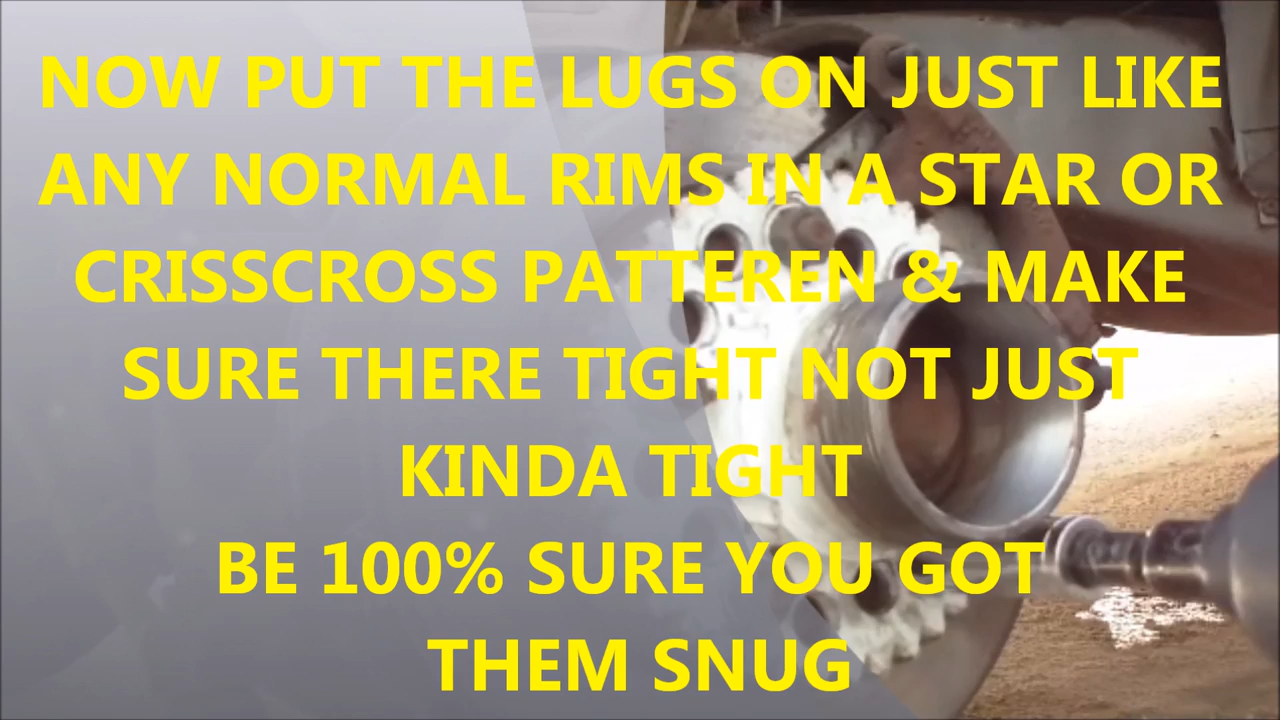 NOW PUT THE LUGS ON JUST LIKE
ANY NORMAL RIMS IN A STAR OR
CRISSCROSS PATTEREN & MAKE
SURE THERE TIGHT NOT JUST
KINDA TIGHT
BE 100% SURE YOU GOT
THEM SNUG